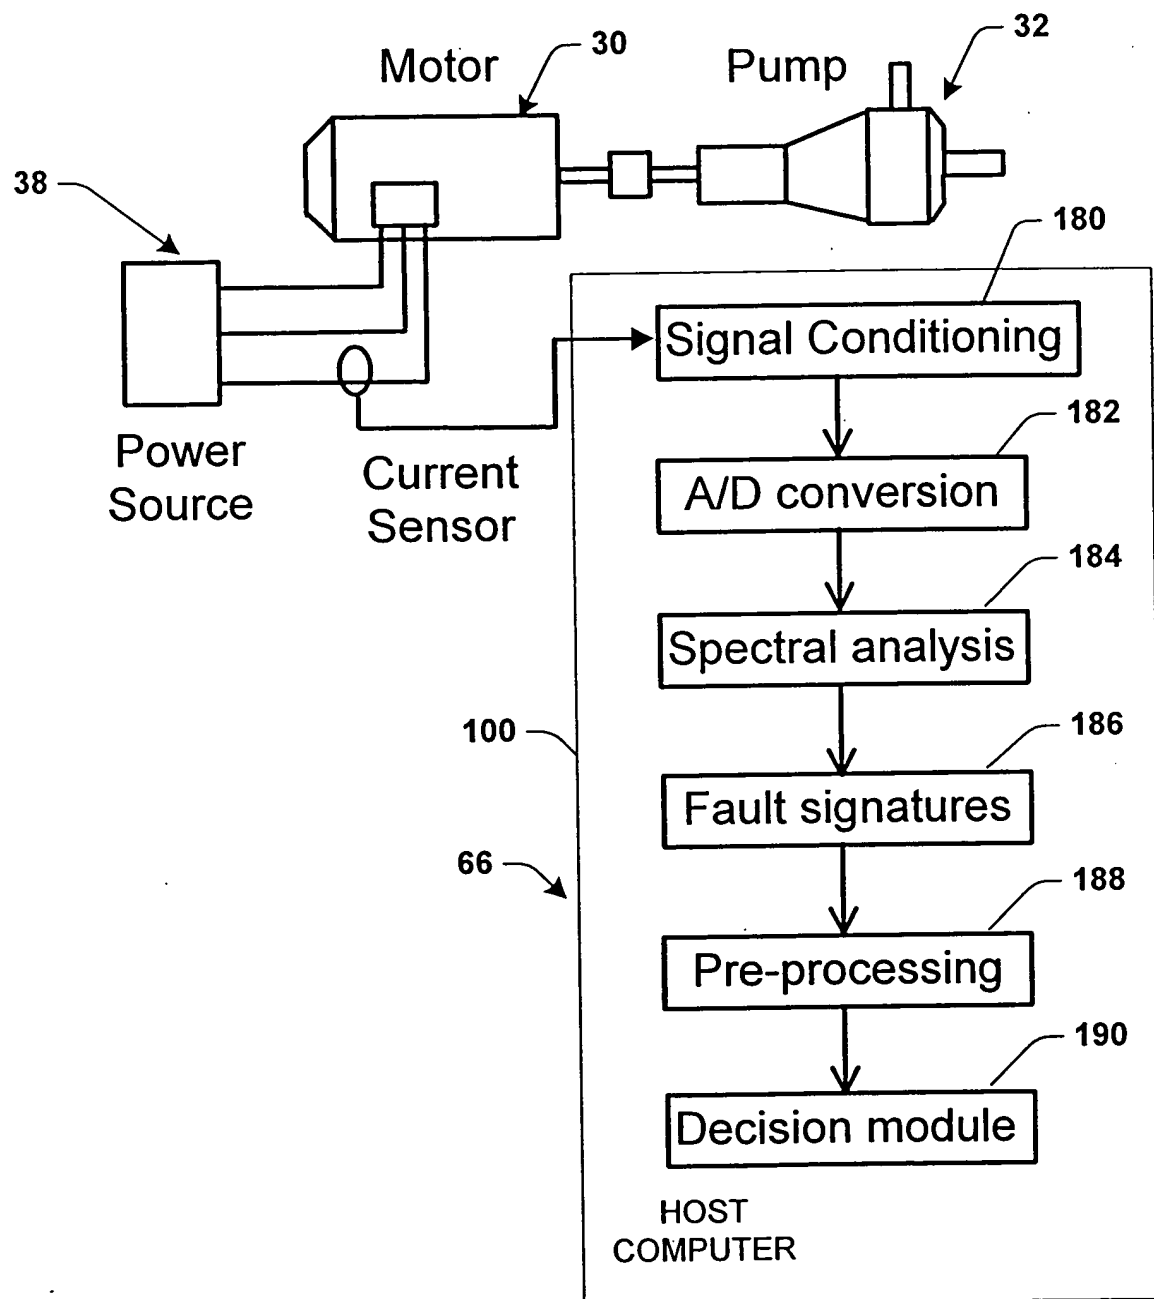 32
30
Motor
Pump
38
180
Signal Conditioning
182
Power
Source
Current
Sensor
A/D conversion
184
Spectral analysis
100
186
Fault signatures
66
188
Pre-processing
190
Decision module
HOST
COMPUTER